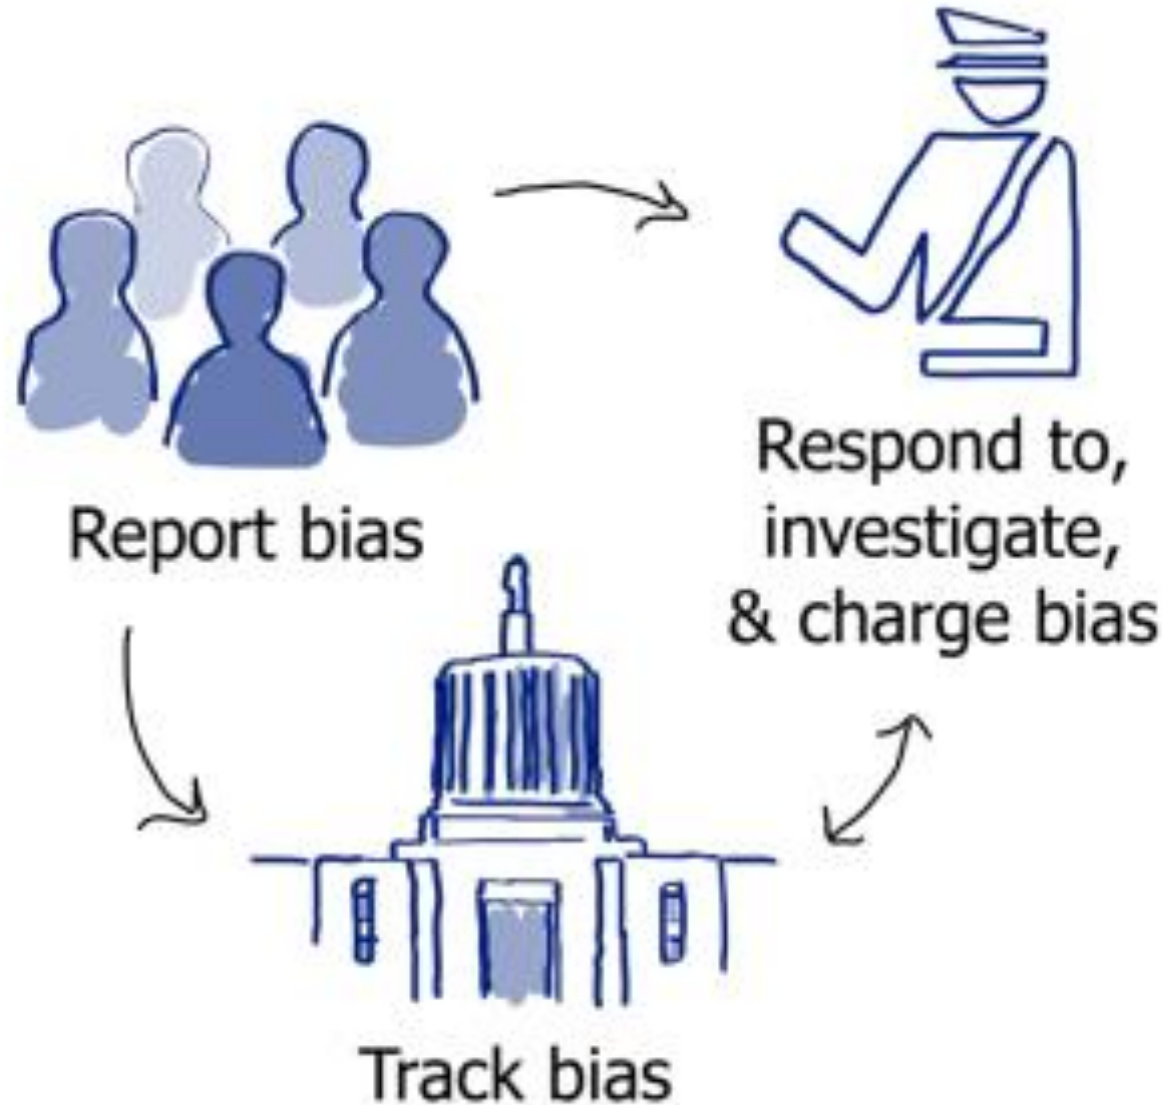 Report bias
Respond to,
investigate,
& charge bias
Track bias